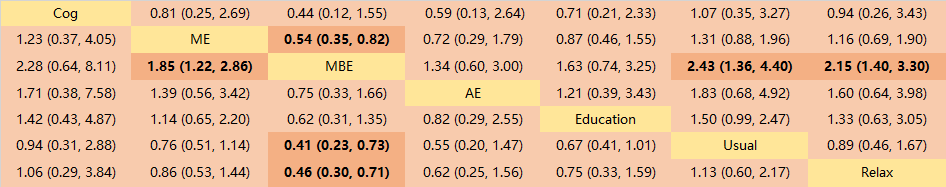 Cog 0.81 (0.25, 2.69) 0.44 (0.12, 1.55) 0.59 (0.13, 2.64) 0.71 (0.21, 2.33) 1.07 (0.35, 3.27) 0.94 (0.26, 3.43)
1.23 (0.37, 4.05) ME 0.54 (0.35, 0.82) 0.72 (0.29, 1.79) 0.87 (0.46, 1.55) 1.31 (0.88, 1.96) 1.16 (0.69, 1.90)
2.28 (0.64, 8.11) 1.85 (1.22, 2.86) MBE 1.34 (0.60, 3.00) 1.63 (0.74, 3.25) 2.43 (1.36, 4.40) 2.15 (1.40, 3.30)
1.71 (0.38, 7.58) 1.39 (0.56, 3.42) 0.75 (0.33, 1.66) AE 1.21 (0.39, 3.43) 1.83 (0.68, 4.92) 1.60 (0.64, 3.98)
1.42 (0.43, 4.87) 1.14 (0.65, 2.20) 0.62 (0.31, 1.35) 0.82 (0.29, 2.55) Education 1.50 (0.99, 2.47) 1.33 (0.63, 3.05)
0.94 (0.31, 2.88) 0.76 (0.51, 1.14) 0.41 (0.23, 0.73) 0.55 (0.20, 1.47) 0.67 (0.41, 1.01) Usual 0.89 (0.46, 1.67)
1.06 (0.29, 3.84) 0.86 (0.53, 1.44) 0.46 (0.30, 0.71) 0.62 (0.25, 1.56) 0.75 (0.33, 1.59) 1.13 (0.60, 2.17) Relax